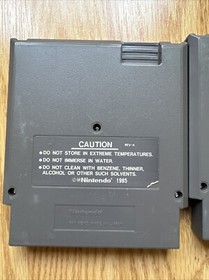 CAUTION
•DO NOT STORE IN EXTREME TEMPERATURES.
•DO NOT IMMERSE IN WATER.
•DO NOT CLEAN WITH BENZENE, THINNER,
ALCOHOL OR OTHER SUCH SOLVENTS.
©Nintendo 1985